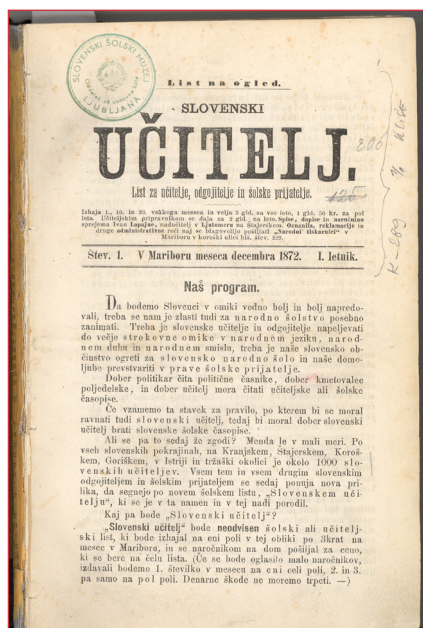 SLOVENSKI ŠOLSKI MUZEJ
LJUBLJANA
List na ogled.
SLOVENSKI
UČITELJ.
List za učitelje, odgojitelje in šolske prijatelje.
Izhaja 1., 10. in 20. vsakega meseca in velja 3 gld. za vse leto, 1 gld. 50 kr. za pol
leta. Učiteljskim pripravnikom se daja za 2 gld. na leto. Spise, dopise in naročnino
sprejema Ivan Lapajne, nadučitelj v Ljutomeru na Štajerskem. Oznanila, reklamacije in
druge administrativne reči naj se blagovolijo pošiljati „Narodni tiskarnici" v
Mariboru v koroški ulici hiš. štev. 229.
Štev. 1. V Mariboru meseca decembra 1872. I. letnik.
Naš program.
Da bodemo Slovenci v omiki vedno bolj in bolj napredo-
vali, treba se nam je zlasti tudi za narodno šolstvo posebno
zanimati. Treba je slovenske učitelje in odgojitelje napeljevati
do večje strokovne omike v narodnem jeziku, narod-
nem duhu in narodnem smislu, treba je naše slovensko ob-
činstvo ogreti za slovensko narodno šolo in naše domo-
ljube prestvariti v prave šolske prijatelje.
Dober politikar čita politične časnike, dober kmetovalec
poljedelske, in dober učitelj mora čitati učiteljske ali šolske
časopise.
Če vzamemo ta stavek za pravilo, po kterem bi se moral
ravnati tudi slovenski učitelj, tedaj bi moral dober slovenski
učitelj brati slovenske šolske časopise.
Ali se pa to sedaj že zgodi? Menda le v mali meri. Po
vseh slovenskih pokrajinah, na Kranjskem, Štajerskem, Koroš-
kem, Goriškem, v Istriji in tržaški okolici je okolo 1000 slo-
venskih učiteljev. Vsem tem in vsem drugim slovenskim
odgojiteljem in šolskim prijateljem se sedaj ponuja nova pri-
lika, da segnejo po novem šolskem listu, „Slovenskem uči-
telju", ki se je v ta namen in v tej nadi porodil.
Kaj pa bode „Slovenski učitelj"?
„Slovenski učitelj" bode neodvisen šolski ali učitelj-
ski list, ki bode izhajal na eni poli v tej obliki po 3krat na
mesec v Mariboru, in se naročnikom na dom pošiljal za ceno,
ki se bere na čelu lista. (Če se bode oglasilo malo naročnikov,
izdavali bodemo 1. številko v mesecu na eni celi poli, 2. in 3.
pa samo na pol poli. Denarne škode ne moremo trpeti. —)
206